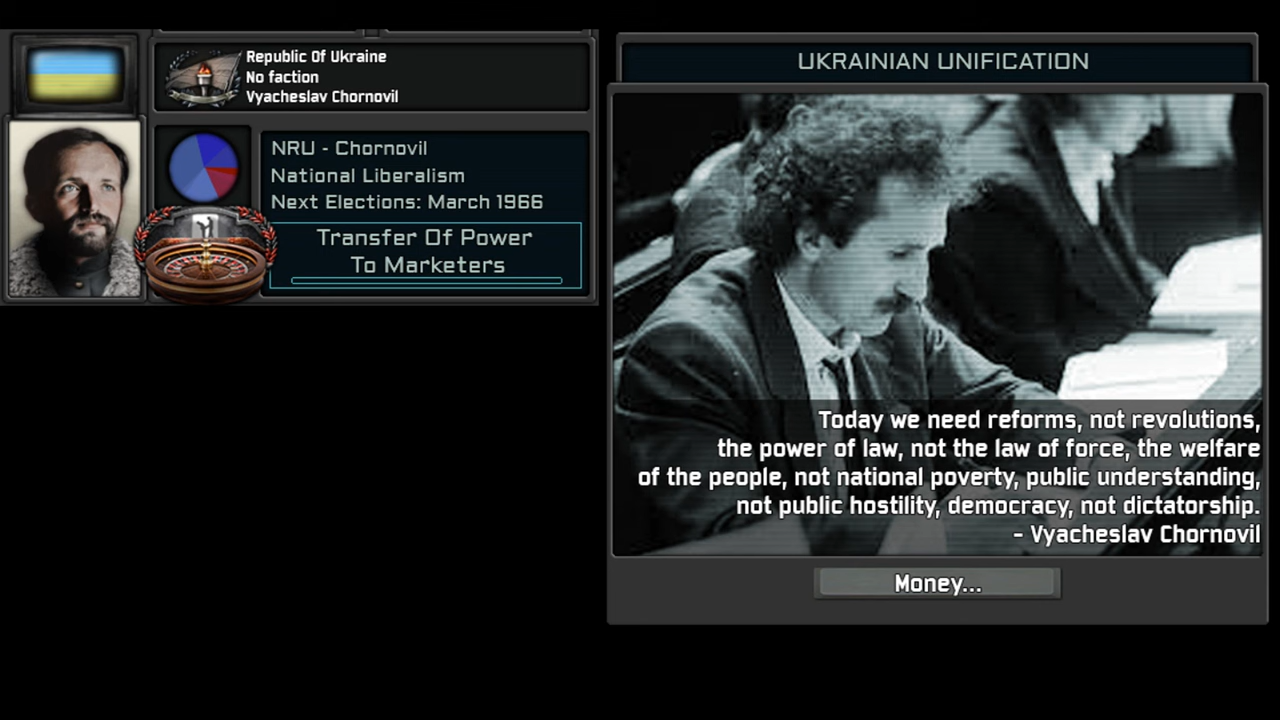 Republic Of Ukraine
No faction
Vyacheslav Chornovil
NRU - Chornovil
National Liberalism
Next Elections: March 1966
Transfer Of Power
To Marketers
UKRAINIAN UNIFICATION
Today we need reforms, not revolutions,
the power of law, not the law of force, the welfare
of the people, not national poverty, public understanding,
not public hostility, democracy, not dictatorship.
- Vyacheslav Chornovil
Money...